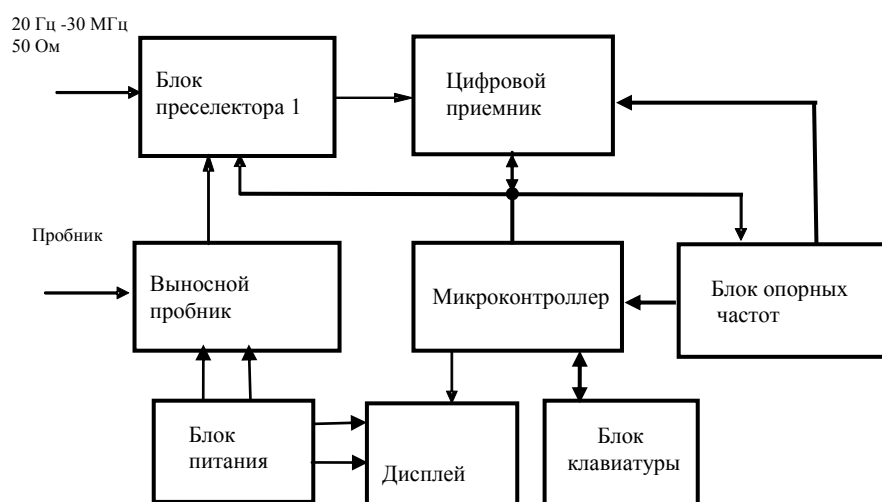 20 Гц -30 МГц
50 Ом
Блок
преселектора 1
Цифровой
приемник
Пробник
Выносной
пробник
Микроконтроллер
Блок опорных
частот
Блок
питания
Дисплей
Блок
клавиатуры